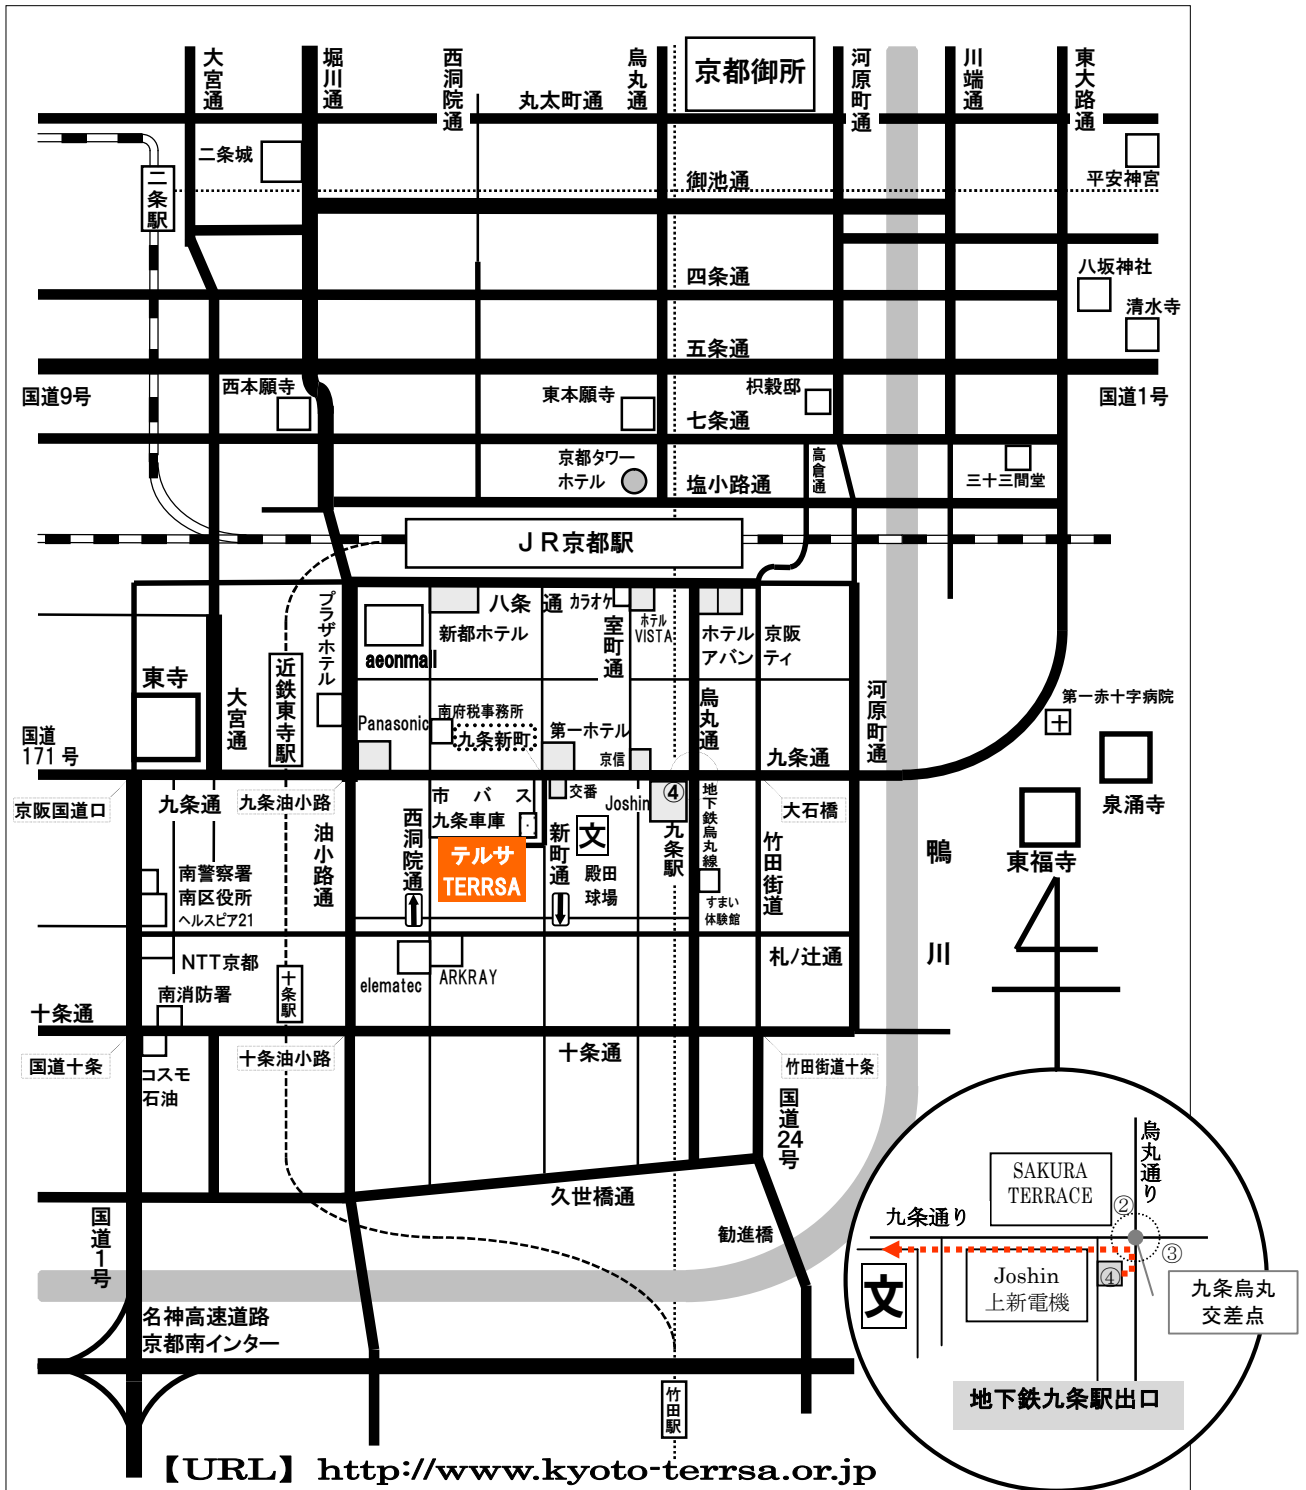 大宮通
堀川通
西洞院通
烏丸通
京都御所
河原町通
川端通
東大路通
丸太町通
二条城
二条駅
御池通
平安神宮
四条通
八坂神社
清水寺
五条通
国道9号
西本願寺
東本願寺
枳殻邸
国道1号
七条通
京都タワー
ホテル
高倉通
塩小路通
三十三間堂
JR京都駅
プラザホテル
八条通
カラオケ
新都ホテル
aeonmall
室町通
ホテル
VISTA
ホテル 京阪
アバンティ
近鉄東寺駅
東寺
大宮通
河原町通
第一赤十字病院
南府税事務所
Panasonic
九条新町
第一ホテル
京信
烏丸通
九条通
国道
171号
泉涌寺
京阪国道口
九条通
九条油小路
市バス
九条車庫
交番
Joshin
④
地下鉄烏丸線
大石橋
西洞院通
新町通
文
九条駅
油小路通
テルサ
TERRSA
殿田
球場
竹田街道
鴨川
東福寺
南警察署
南区役所
ヘルスピア21
すまい
体験館
札ノ辻通
NTT京都
十条駅
elematec
ARKRAY
南消防署
十条通
国道十条
十条油小路
十条通
竹田街道十条
コスモ
石油
国道24号
久世橋通
勧進橋
国道1号
名神高速道路
京都南インター
竹田駅
烏丸通り
SAKURA
TERRACE
②
九条通り
③
Joshin
上新電機
④
文
九条烏丸
交差点
地下鉄九条駅出口
【URL】http://www.kyoto-terrsa.or.jp